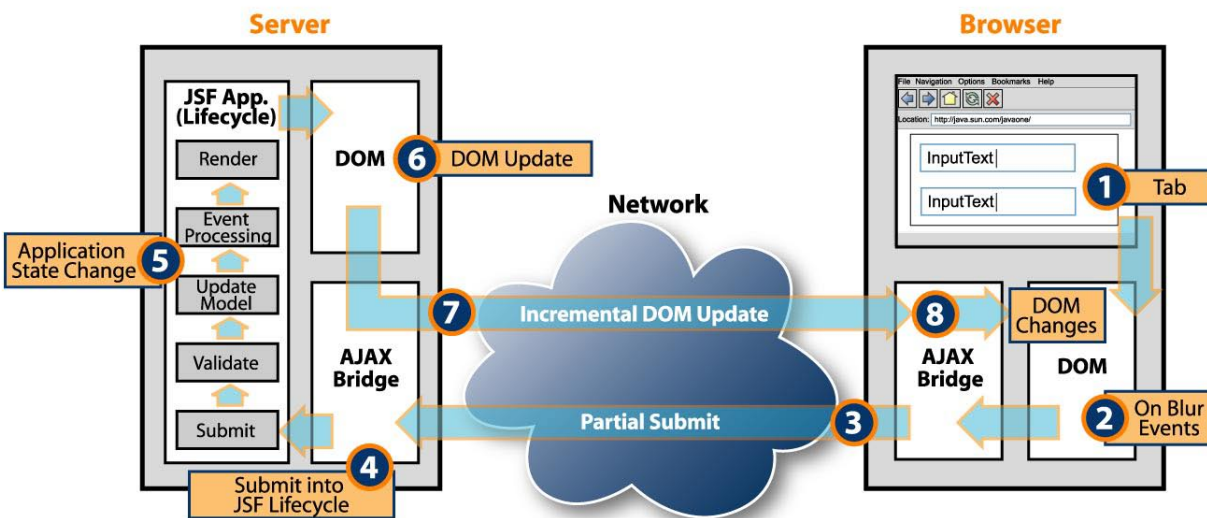 Server
Browser
JSF App.
(Lifecycle)
Render
Event
Processing
Update
Model
Validate
Submit
DOM
6
DOM Update
Application
State Change
5
AJAX
Bridge
4
Submit into
JSF Lifecycle
Network
7
Incremental DOM Update
Partial Submit
3
File Navigation Options Bookmarks Help
Location: http://java.sun.com/javaone/
InputText
InputText
1
Tab
8
DOM
Changes
AJAX
Bridge
DOM
2
On Blur
Events